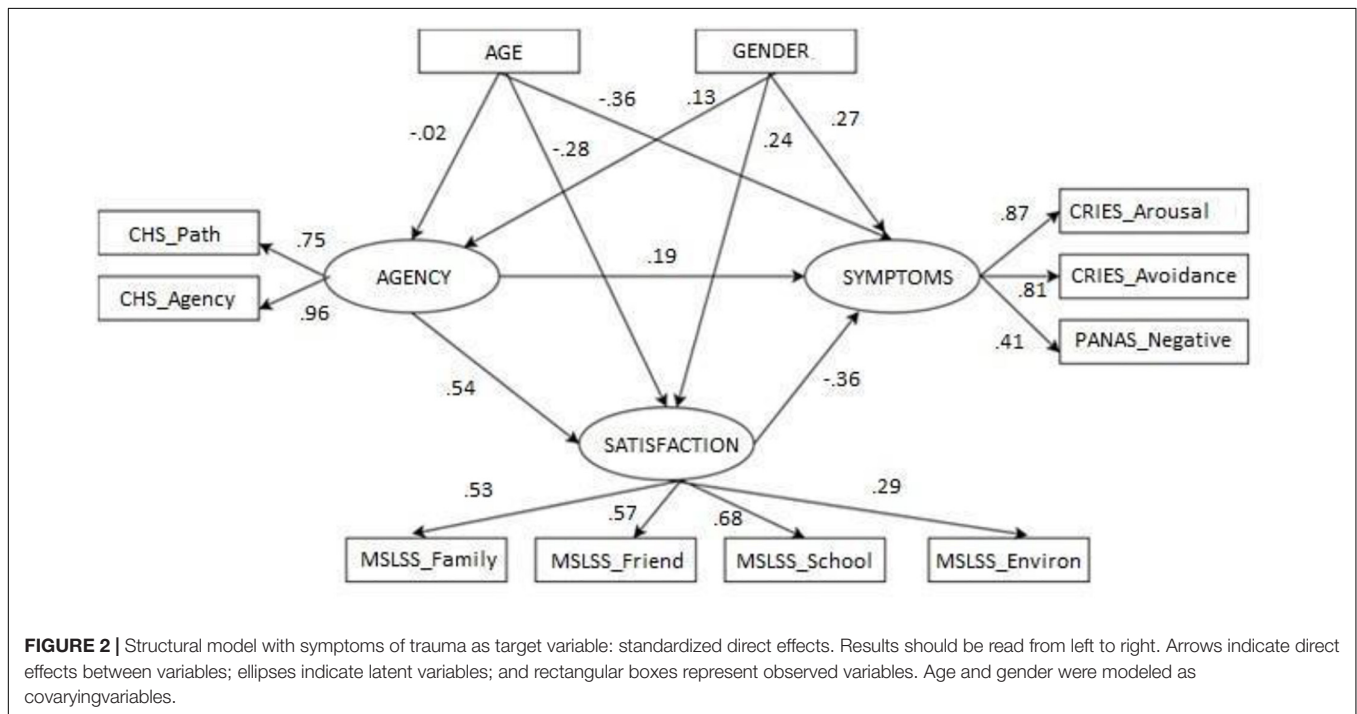 AGE
GENDER
-.36
.13
.27
-.02
-.28
.24
CHS_Path
.75
CRIES_Arousal
.87
AGENCY
.19
SYMPTOMS
CRIES_Avoidance
.81
CHS_Agency
.96
PANAS_Negative
.41
.54
-.36
SATISFACTION
.53
.57
.68
.29
MSLSS_Family
MSLSS_Friend
MSLSS_School
MSLSS_Environ
FIGURE 2 | Structural model with symptoms of trauma as target variable: standardized direct effects. Results should be read from left to right. Arrows indicate direct
effects between variables; ellipses indicate latent variables; and rectangular boxes represent observed variables. Age and gender were modeled as
covaryingvariables.